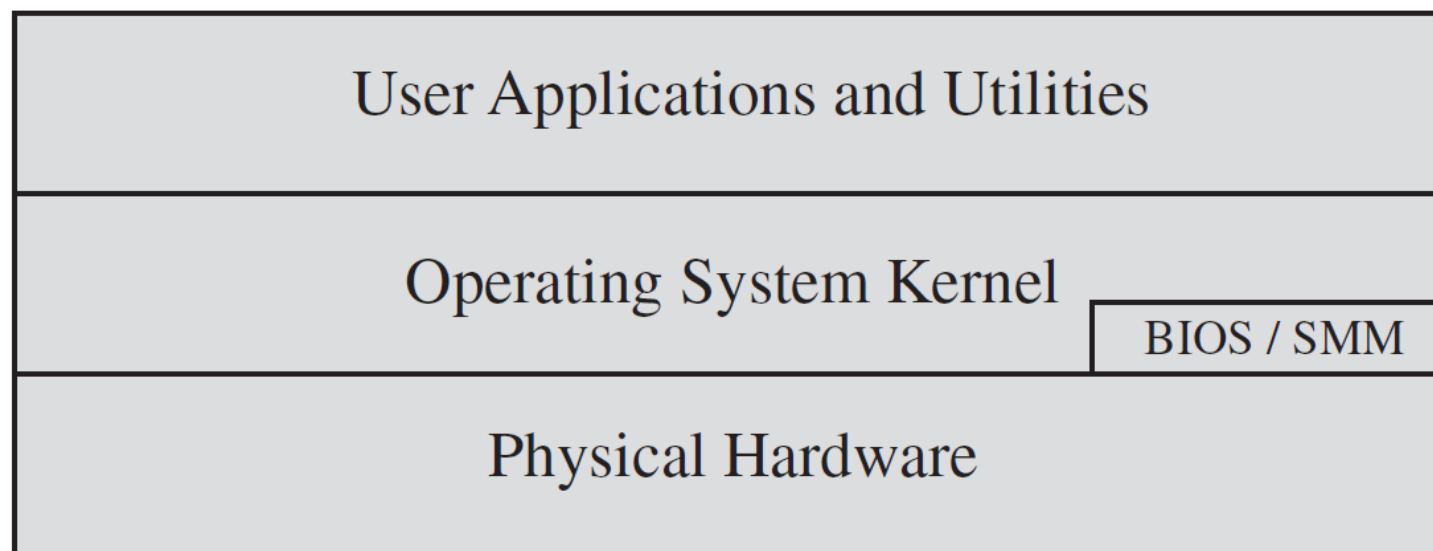 User Applications and Utilities
Operating System Kernel
BIOS / SMM
Physical Hardware